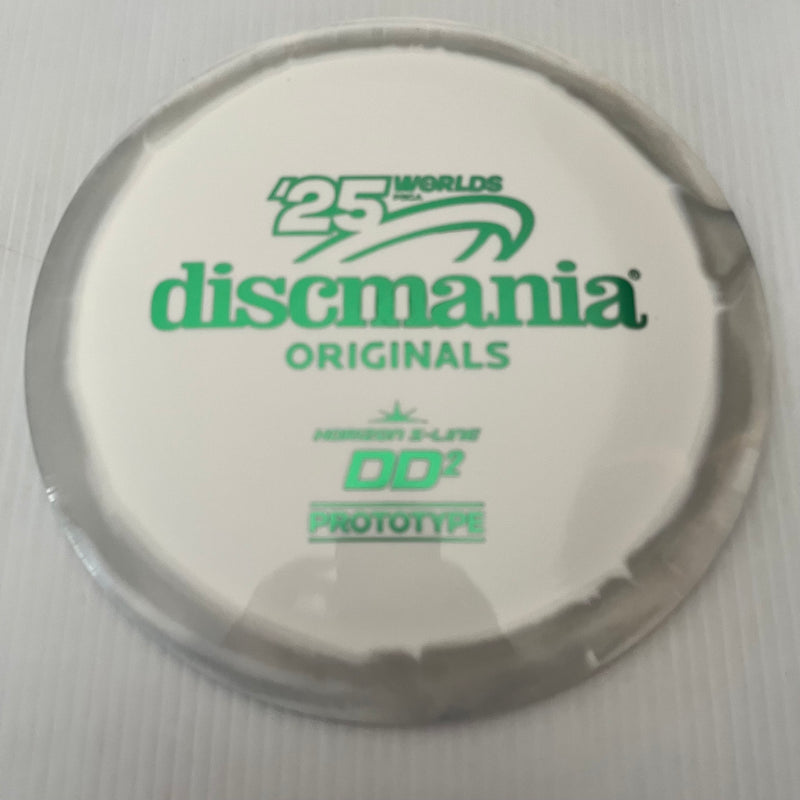 '25 WORLDS
PDGA
discmania®
ORIGINALS
HORIZON S-LINE
DD²
PROTOTYPE